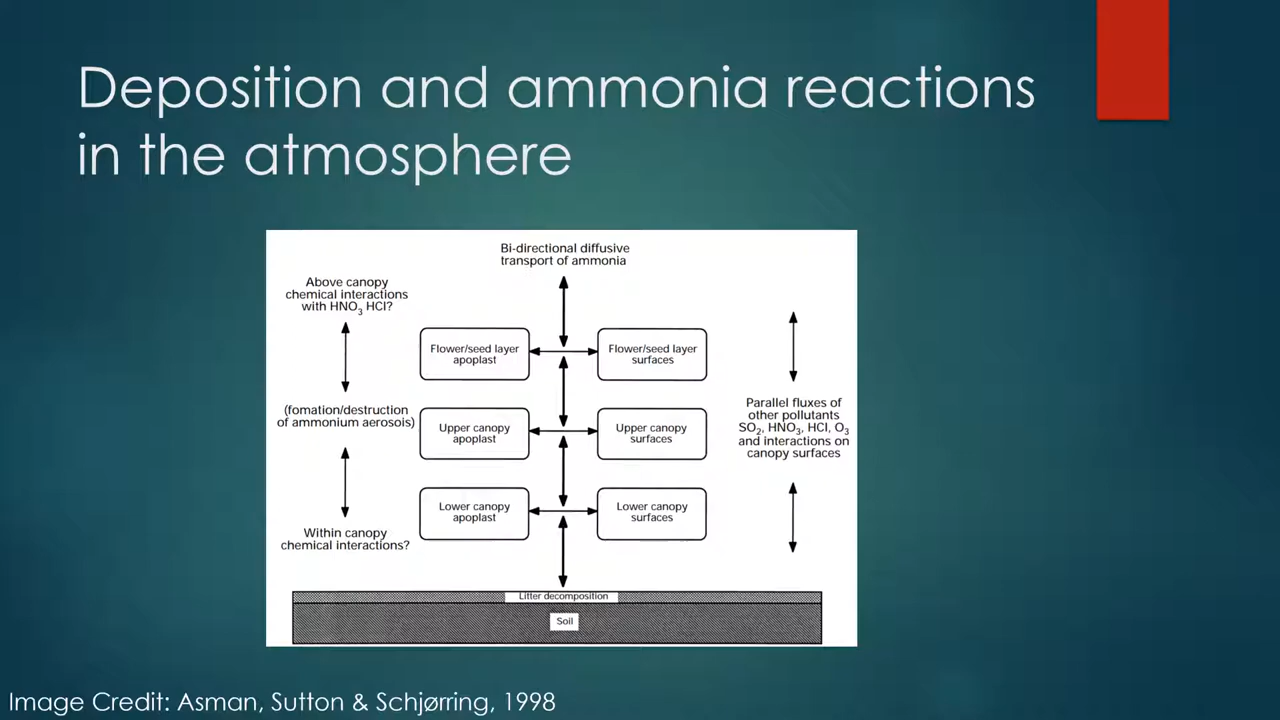 Deposition and ammonia reactions
in the atmosphere
Bi-directional diffusive
transport of ammonia
Above canopy
chemical interactions
with HNO₃ HCl?
(fomation/destruction
of ammonium aerosis)
Within canopy
chemical interactions?
Flower/seed layer
apoplast
Flower/seed layer
surfaces
Upper canopy
apoplast
Upper canopy
surfaces
Lower canopy
apoplast
Lower canopy
surfaces
Parallel fluxes of
other pollutants
SO₂, HNO₃, HCl, O₃
and interactions on
canopy surfaces
Litter decomposition
Soil
Image Credit: Asman, Sutton & Schjørring, 1998